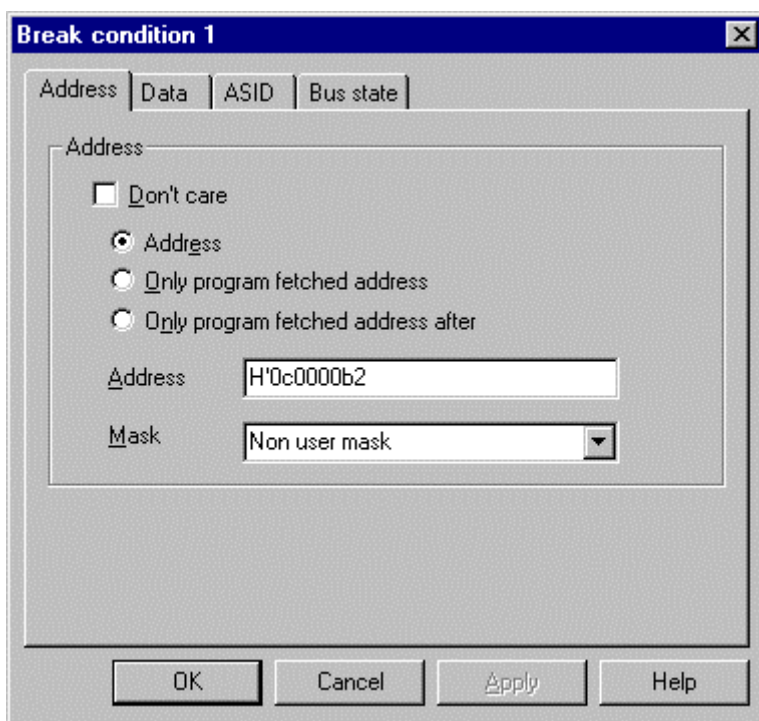 Break condition 1
Address Data ASID Bus state
Address
Don't care
Address
Only program fetched address
Only program fetched address after
Address H'0c0000b2
Mask Non user mask
OK Cancel Apply Help